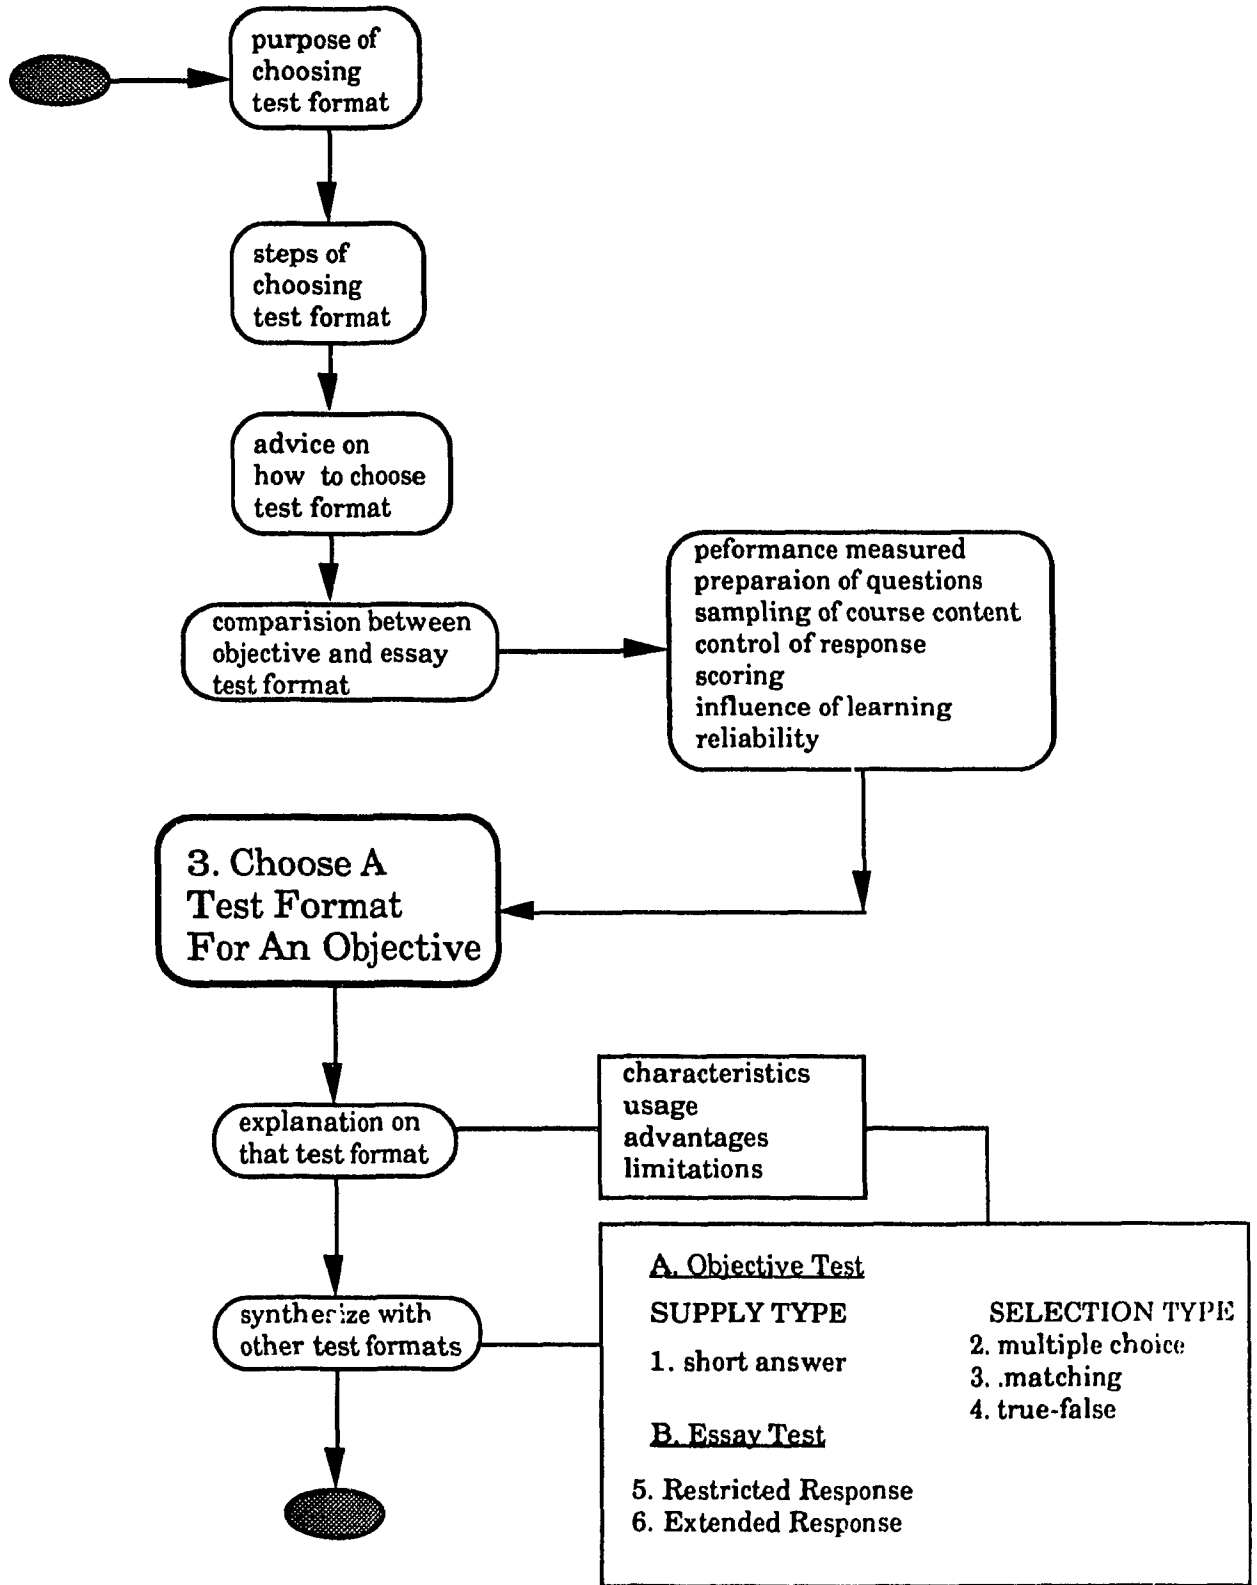 purpose of
choosing
test format
steps of
choosing
test format
advice on
how to choose
test format
comparision between
objective and essay
test format
peformance measured
preparaion of questions
sampling of course content
control of response
scoring
influence of learning
reliability
3. Choose A
Test Format
For An Objective
explanation on
that test format
characteristics
usage
advantages
limitations
synthesize with
other test formats
A. Objective Test
SUPPLY TYPE
1. short answer
SELECTION TYPE
2. multiple choice
3. .matching
4. true-false
B. Essay Test
5. Restricted Response
6. Extended Response